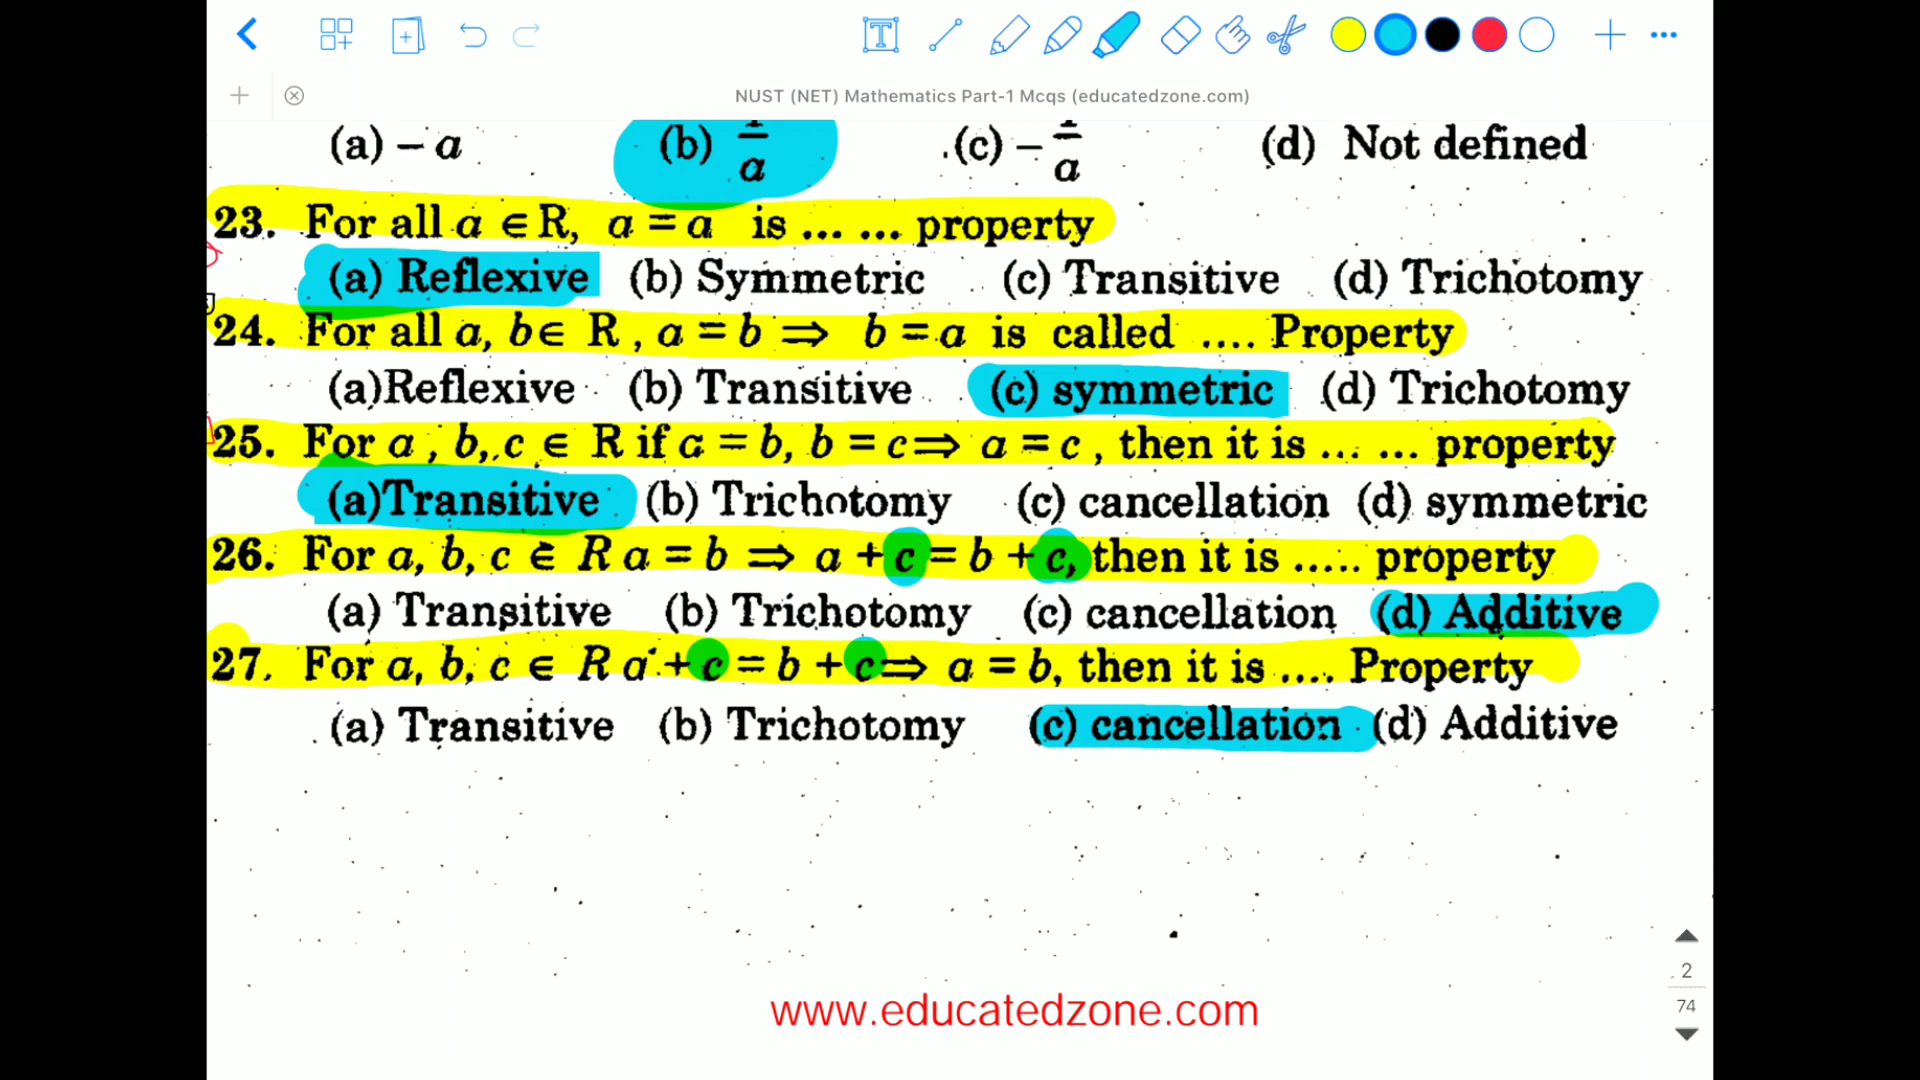 NUST (NET) Mathematics Part-1 Mcqs (educatedzone.com)
(a) – a (b) 1/a (c) – 1/a (d) Not defined
23. For all a ∈ R, a = a is ... ... property
(a) Reflexive (b) Symmetric (c) Transitive (d) Trichotomy
24. For all a, b∈ R , a = b ⇒ b = a is called .... Property
(a)Reflexive (b) Transitive (c) symmetric (d) Trichotomy
25. For a , b, c ∈ R if a = b, b = c⇒ a = c , then it is ... ... property
(a)Transitive (b) Trichotomy (c) cancellation (d) symmetric
26. For a, b, c ∈ R a = b ⇒ a + c = b + c, then it is ..... property
(a) Transitive (b) Trichotomy (c) cancellation (d) Additive
27. For a, b, c ∈ R a + c = b + c⇒ a = b, then it is .... Property
(a) Transitive (b) Trichotomy (c) cancellation (d) Additive
2
74
www.educatedzone.com